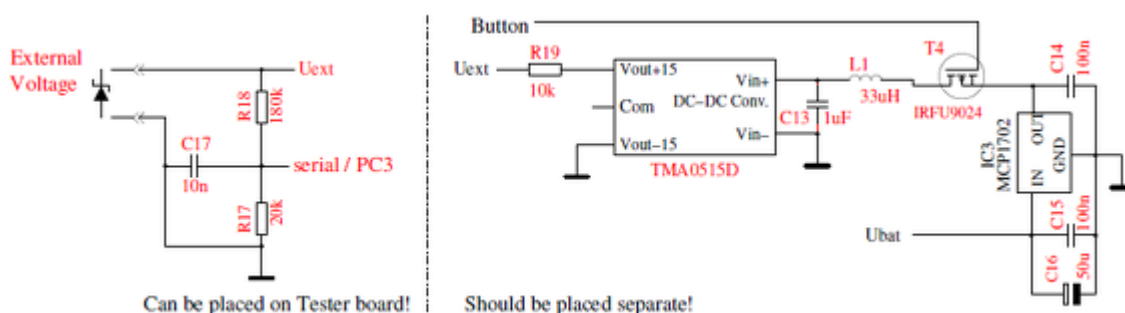 External
Voltage
Uext
R18
180k
C17
10n
serial / PC3
R17
20k
Can be placed on Tester board!
Button
Uext
R19
10k
Vout+15
Com
Vout−15
Vin+
DC−DC Conv.
Vin−
TMA0515D
C13
1uF
L1
33uH
T4
IRFU9024
C14
100n
IC3
MCP1702
OUT
GND
IN
Ubat
C15
100n
C16
50u
Should be placed separate!